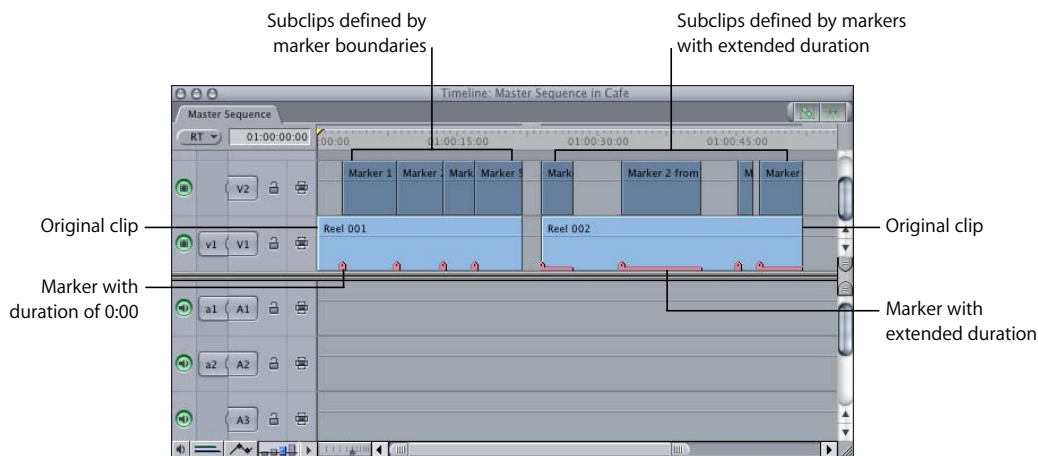 Subclips defined by
marker boundaries
Subclips defined by markers
with extended duration
Timeline: Master Sequence in Cafe
Master Sequence
RT
01:00:00:00
:00:00
01:00:15:00
01:00:30:00
01:00:45:00
V2
Marker 1
Marker 2
Mark
Marker 5
Mark
Marker 2 from
M
Marker
Original clip
v1
V1
Reel 001
Reel 002
Original clip
Marker with
duration of 0:00
Marker with
extended duration
a1
A1
a2
A2
A3